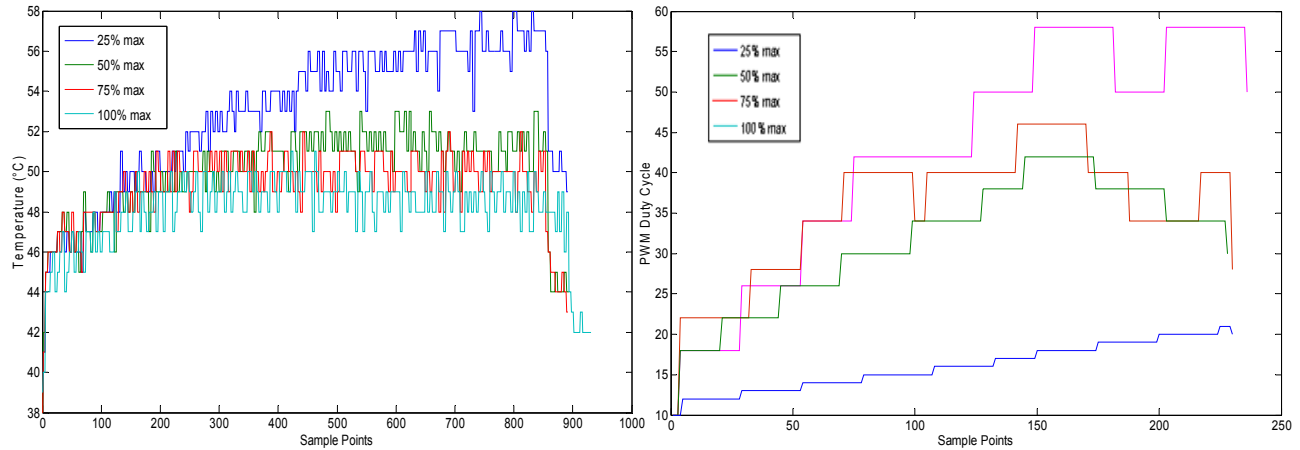 58
56
54
52
50
48
46
44
42
40
38
Temperature (°C)
25% max
50% max
75% max
100% max
0 100 200 300 400 500 600 700 800 900 1000
Sample Points
60
55
50
45
40
35
30
25
20
15
10
PWM Duty Cycle
25% max
50% max
75% max
100% max
0 50 100 150 200 250
Sample Points